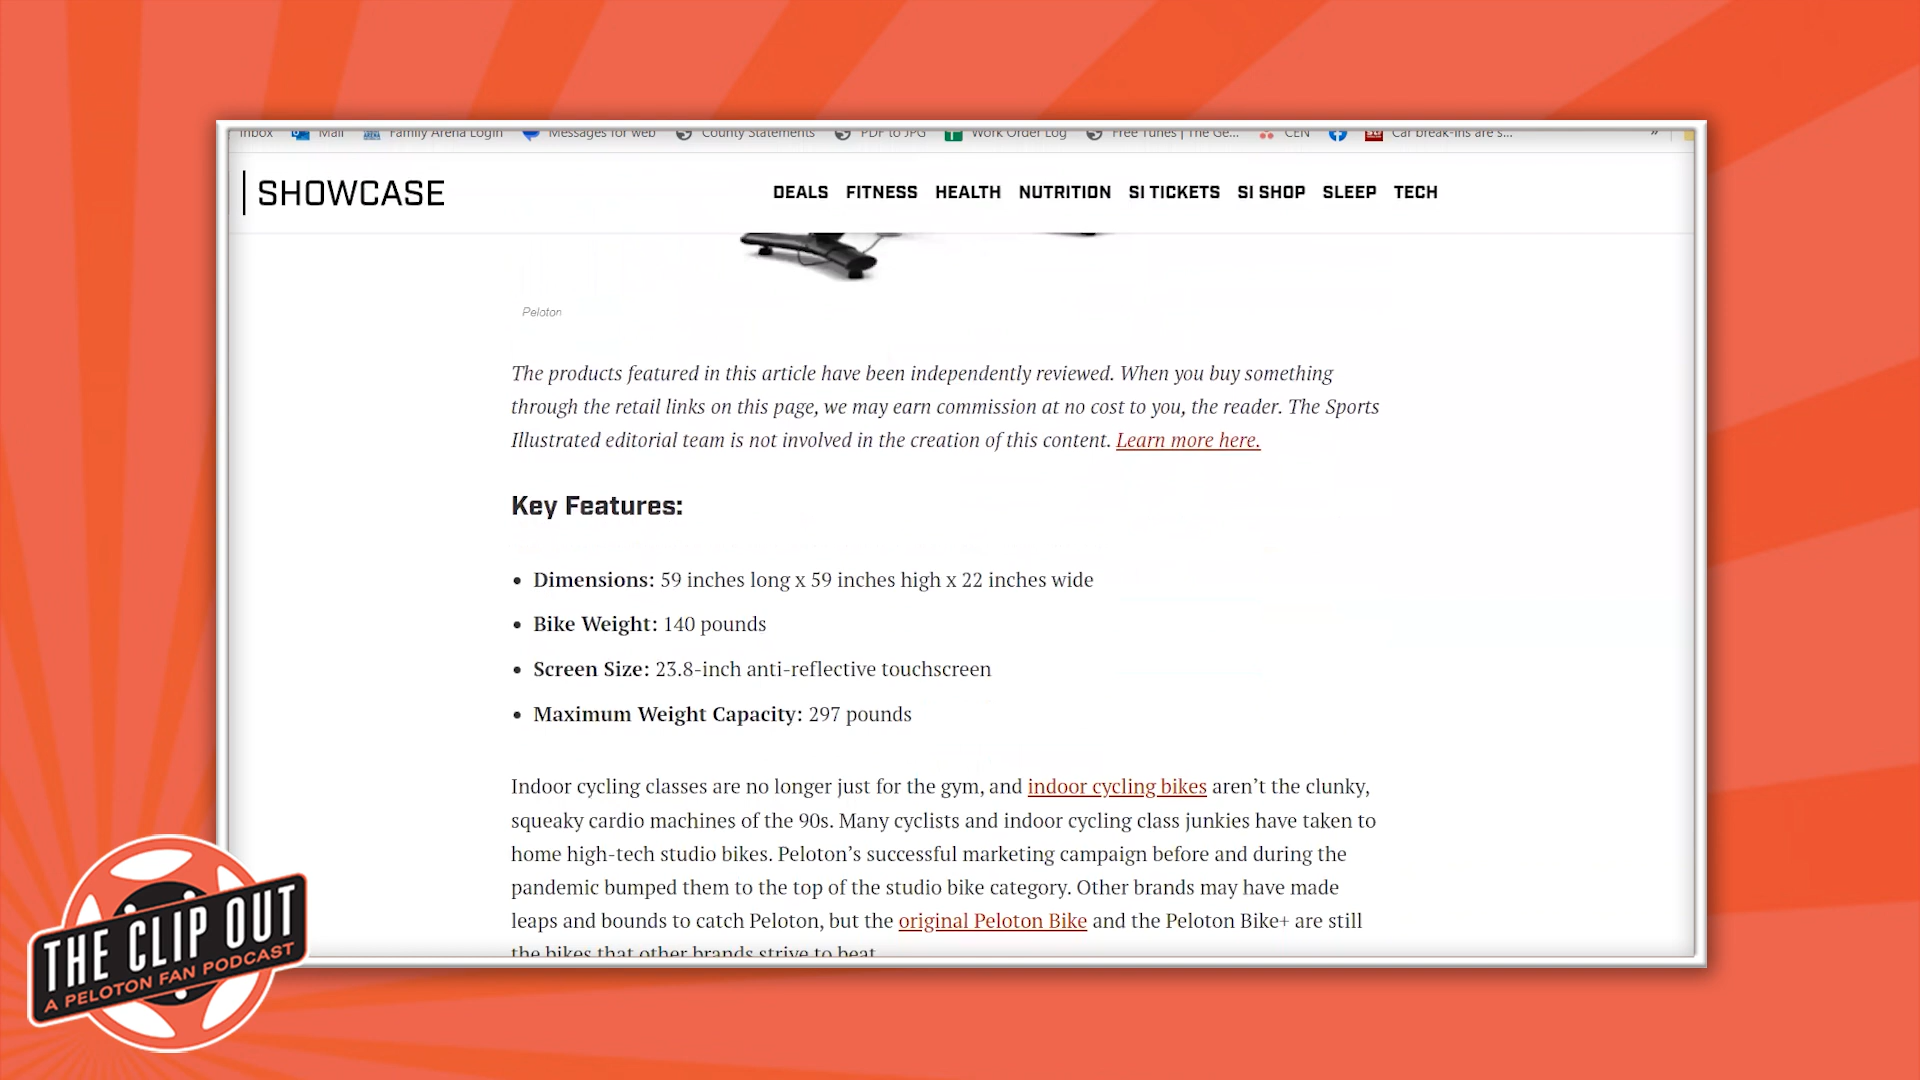 Inbox Mail Family Arena Login Messages for web County Statements PDF to JPG Work Order Log Free Tunes | The Ge... CEN Car break-ins are s... »
SHOWCASE DEALS FITNESS HEALTH NUTRITION SI TICKETS SI SHOP SLEEP TECH
Peloton
The products featured in this article have been independently reviewed. When you buy something
through the retail links on this page, we may earn commission at no cost to you, the reader. The Sports
Illustrated editorial team is not involved in the creation of this content. Learn more here.
Key Features:
• Dimensions: 59 inches long x 59 inches high x 22 inches wide
• Bike Weight: 140 pounds
• Screen Size: 23.8-inch anti-reflective touchscreen
• Maximum Weight Capacity: 297 pounds
Indoor cycling classes are no longer just for the gym, and indoor cycling bikes aren’t the clunky,
squeaky cardio machines of the 90s. Many cyclists and indoor cycling class junkies have taken to
home high-tech studio bikes. Peloton’s successful marketing campaign before and during the
pandemic bumped them to the top of the studio bike category. Other brands may have made
leaps and bounds to catch Peloton, but the original Peloton Bike and the Peloton Bike+ are still
the bikes that other brands strive to beat.
THE CLIP OUT
A PELOTON FAN PODCAST